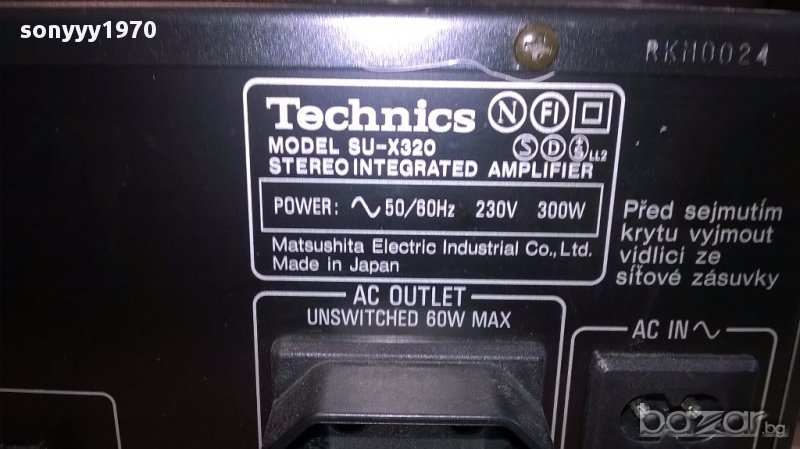 sonyyy1970
RKH0024
Technics N FI
MODEL SU-X320 S D
STEREO INTEGRATED AMPLIFIER LL2
POWER: ∿ 50/60Hz 230V 300W
Matsushita Electric Industrial Co., Ltd.
Made in Japan
Před sejmutím
krytu vyjmout
vidlici ze
síťové zásuvky
AC OUTLET
UNSWITCHED 60W MAX
AC IN ∿
bazar.bg